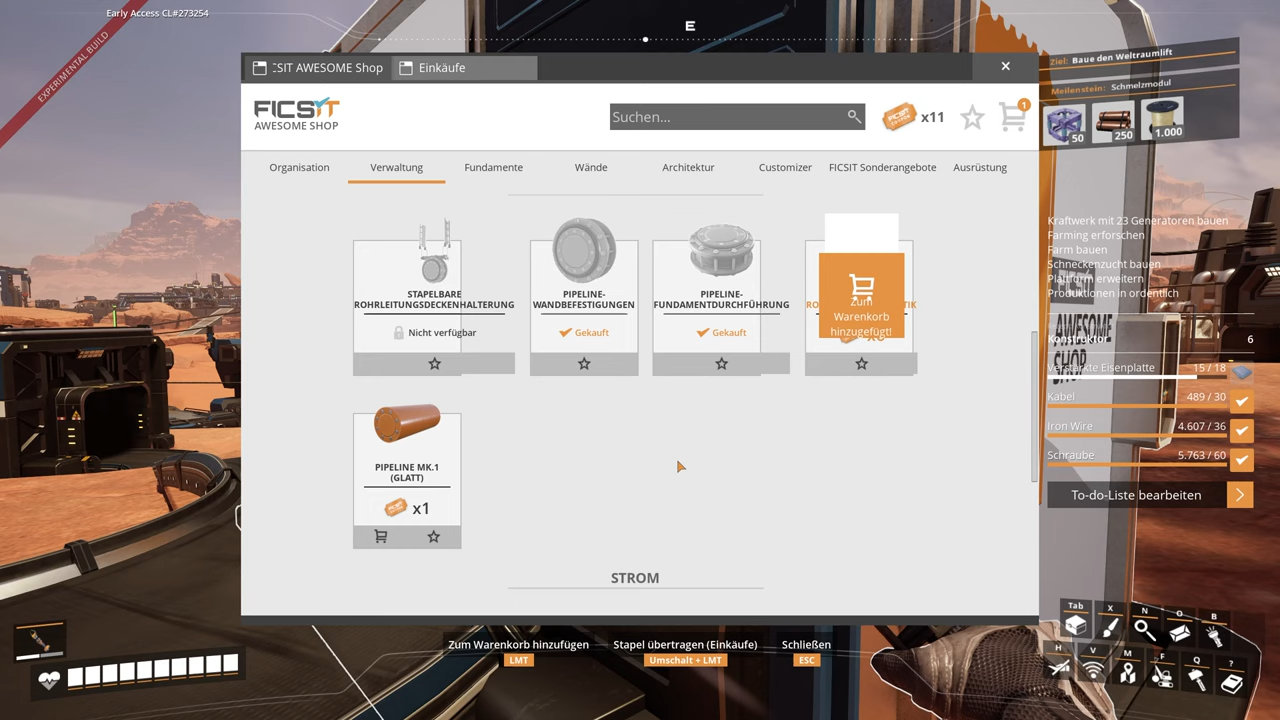 Early Access CL#273254
EXPERIMENTAL BUILD
E
CSIT AWESOME Shop
Einkäufe
FICSIT
AWESOME SHOP
Suchen...
x11
1
Organisation
Verwaltung
Fundamente
Wände
Architektur
Customizer
FICSIT Sonderangebote
Ausrüstung
STAPELBARE
ROHRLEITUNGSDECKENHALTERUNG
Nicht verfügbar
PIPELINE-
WANDBEFESTIGUNGEN
Gekauft
PIPELINE-
FUNDAMENTDURCHFÜHRUNG
Gekauft
Zum
Warenkorb
hinzugefügt!
PIPELINE MK.1
(GLATT)
x1
STROM
Zum Warenkorb hinzufügen
LMT
Stapel übertragen (Einkäufe)
Umschalt + LMT
Schließen
ESC
Ziel: Baue den Weltraumlift
Meilenstein: Schmelzmodul
50
250
1.000
Kraftwerk mit 23 Generatoren bauen
Farming erforschen
Farm bauen
Schneckenzucht bauen
Plattform erweitern
Produktionen in ordentlich
AWESOME
SHOP
Konstruktor 6
Verstärkte Eisenplatte 15 / 18
Kabel 489 / 30
Iron Wire 4.607 / 36
Schraube 5.763 / 60
To-do-Liste bearbeiten
Tab X N O B
H V M F Q ?